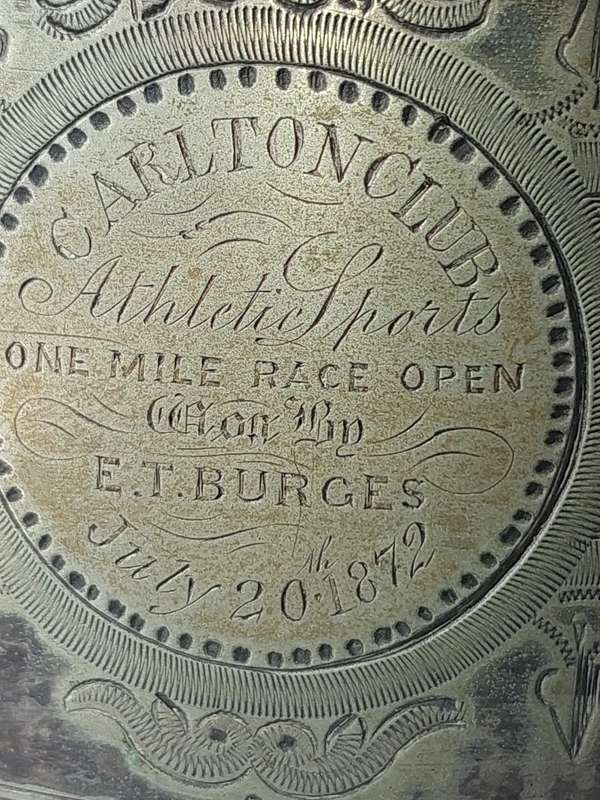 CARLTON CLUB
Athletic Sports
ONE MILE RACE OPEN
Won By
E.T. BURGES
July 20th 1872